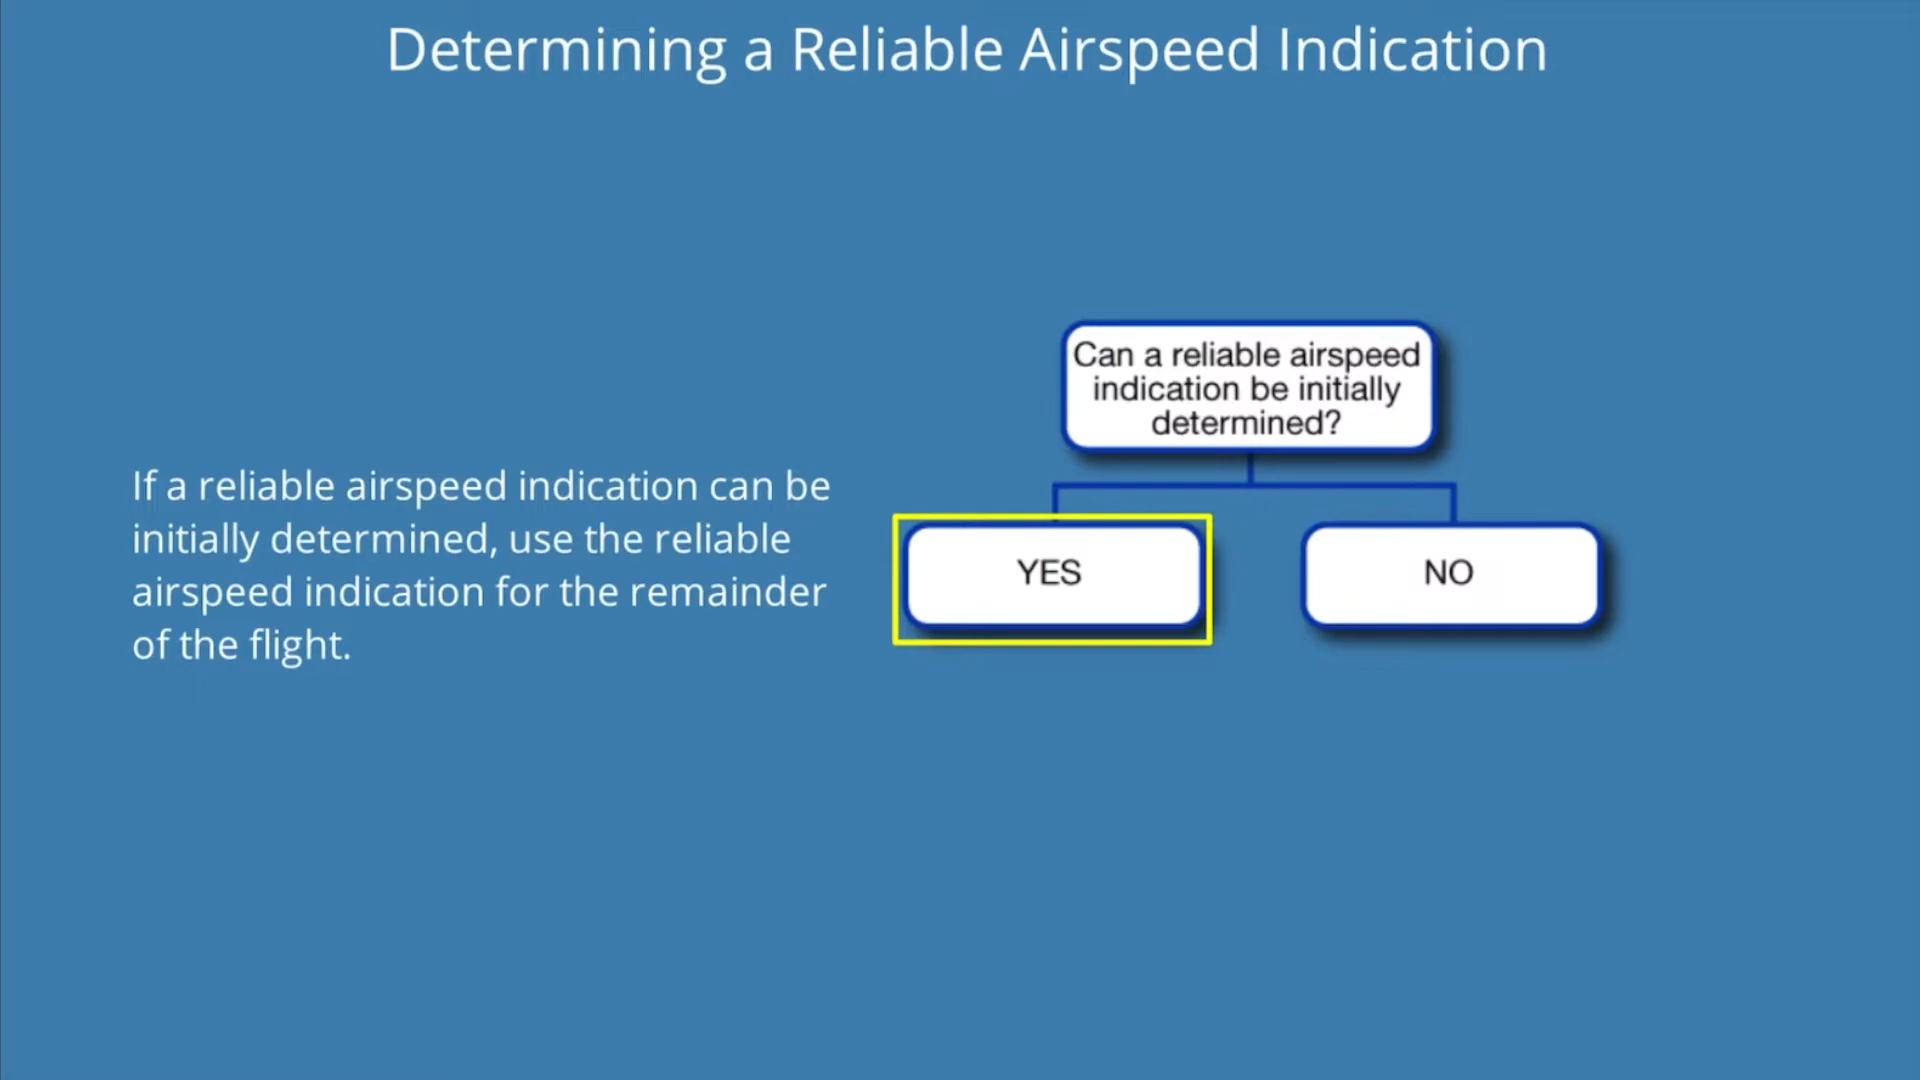 Determining a Reliable Airspeed Indication
If a reliable airspeed indication can be
initially determined, use the reliable
airspeed indication for the remainder
of the flight.
Can a reliable airspeed
indication be initially
determined?
YES
NO